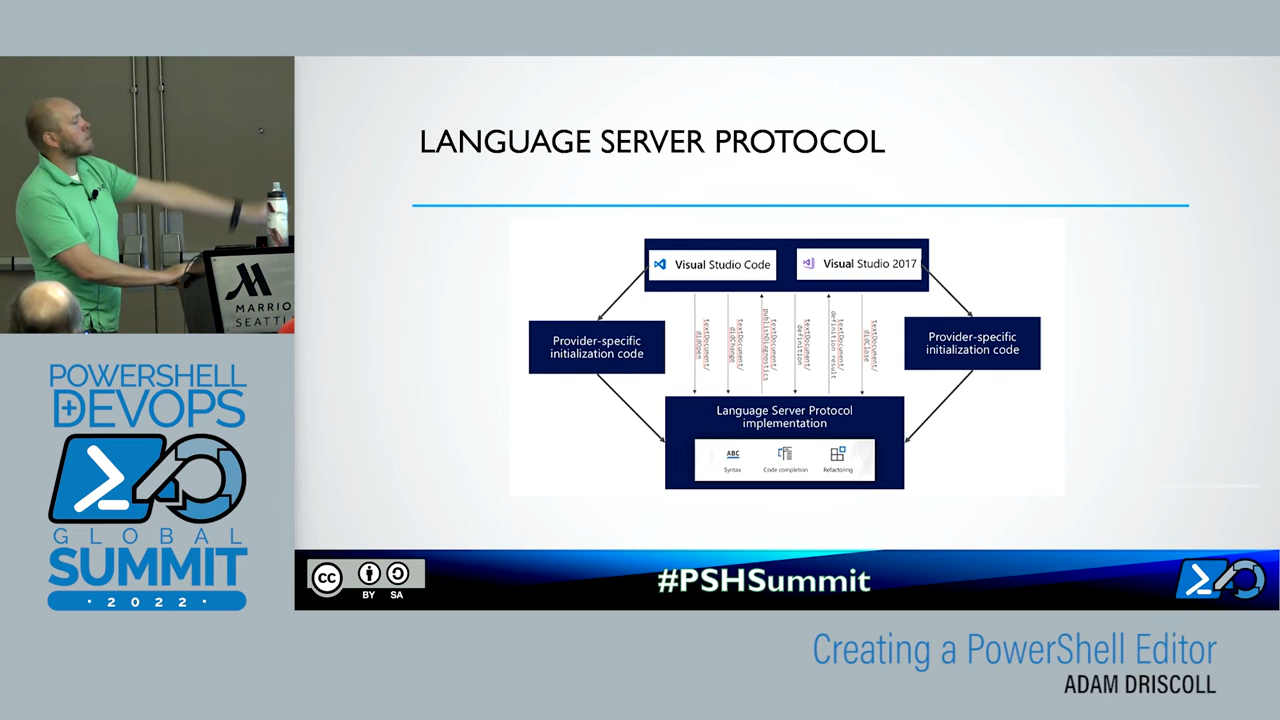 LANGUAGE SERVER PROTOCOL
Visual Studio Code
Visual Studio 2017
Provider-specific
initialization code
textDocument/
didOpen
textDocument/
didChange
textDocument/
publishDiagnostics
textDocument/
definition
textDocument/
definition result
textDocument/
didClose
Provider-specific
initialization code
Language Server Protocol
implementation
ABC
Syntax
Code completion
Refactoring
MARRIO
SEATTL
POWERSHELL
+DEVOPS
GLOBAL
SUMMIT
· 2022 ·
cc
BY SA
#PSHSummit
Creating a PowerShell Editor
ADAM DRISCOLL